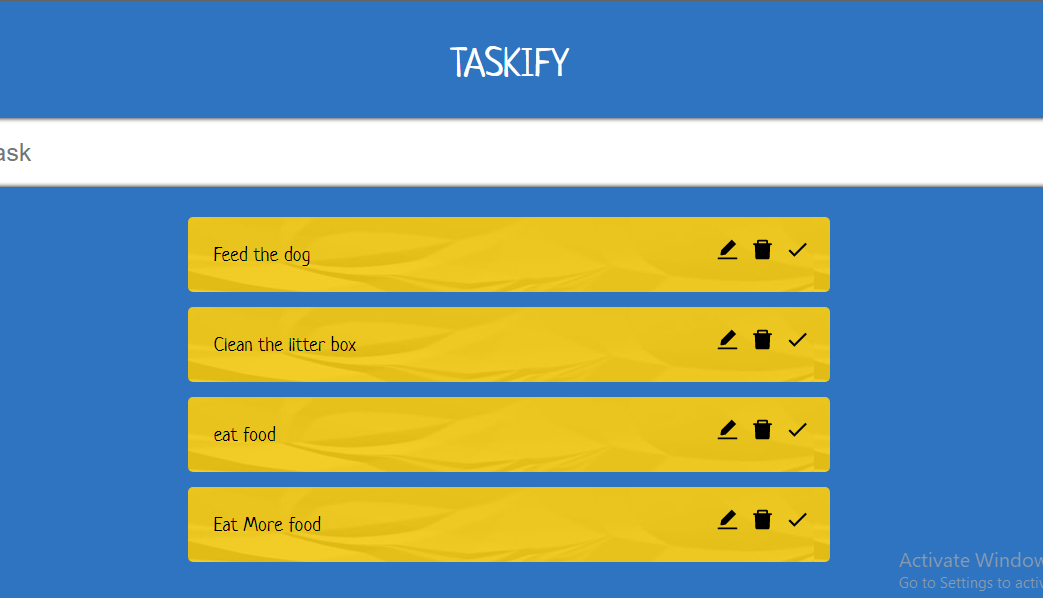 TASKIFY
ask
Feed the dog
Clean the litter box
eat food
Eat More food
Activate Window
Go to Settings to activ